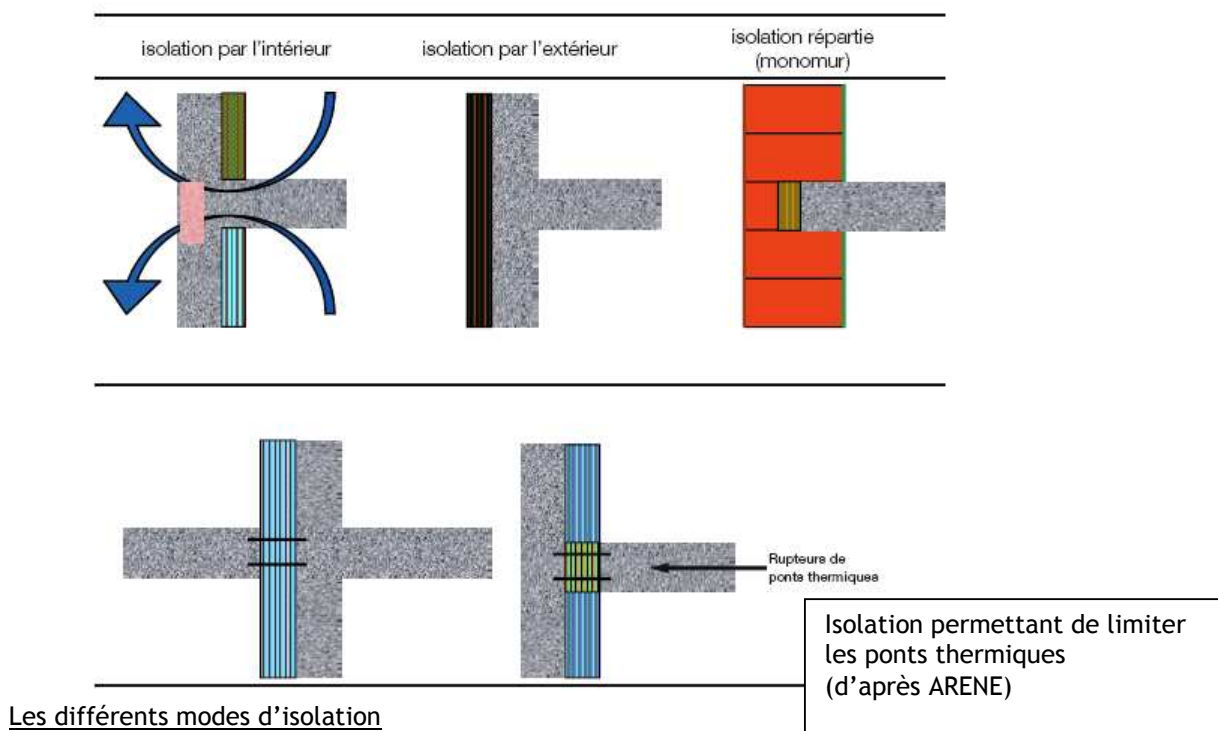 isolation par l'intérieur
isolation par l'extérieur
isolation répartie
(monomur)
Rupteurs de
ponts thermiques
Isolation permettant de limiter
les ponts thermiques
(d'après ARENE)
Les différents modes d'isolation